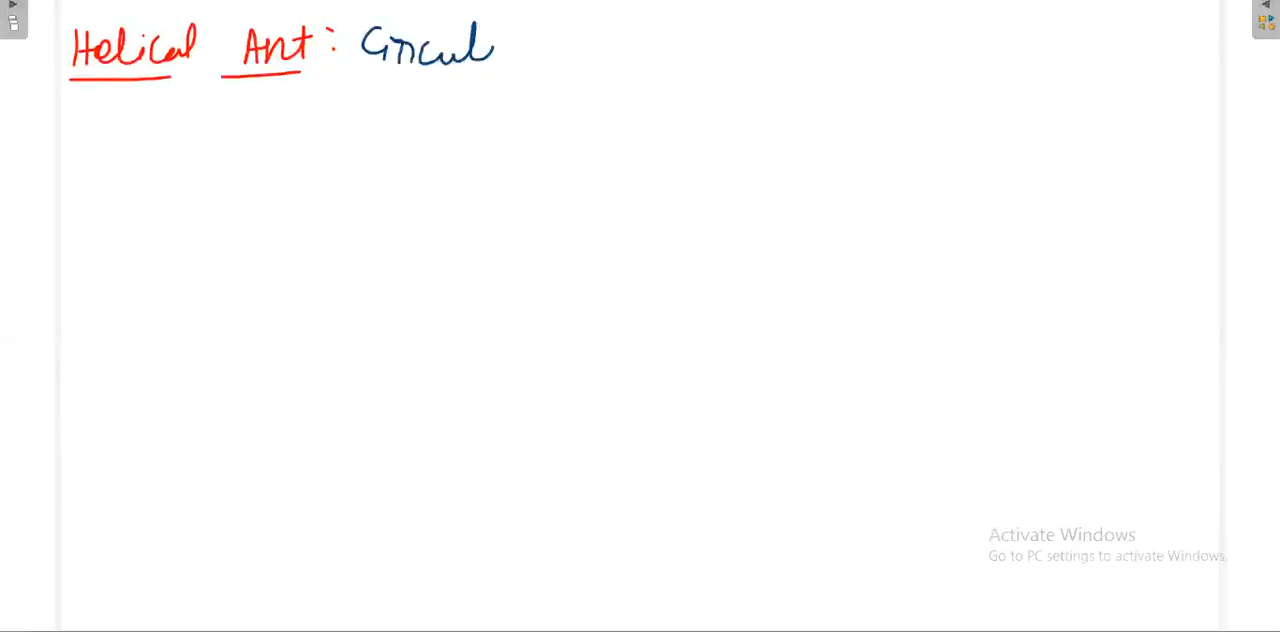 Helical Ant: Circul
Activate Windows
Go to PC settings to activate Windows.